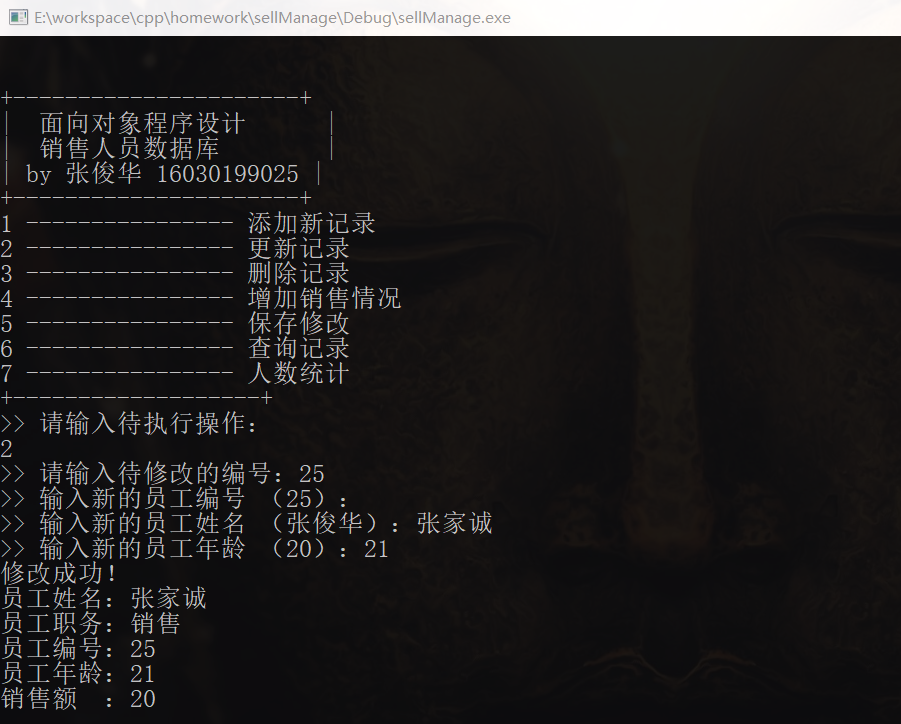 E:\workspace\cpp\homework\sellManage\Debug\sellManage.exe
+----------------------+
|  面向对象程序设计      |
|  销售人员数据库        |
| by 张俊华 16030199025 |
+----------------------+
1 ---------------- 添加新记录
2 ---------------- 更新记录
3 ---------------- 删除记录
4 ---------------- 增加销售情况
5 ---------------- 保存修改
6 ---------------- 查询记录
7 ---------------- 人数统计
+-------------------+
>> 请输入待执行操作:
2
>> 请输入待修改的编号: 25
>> 输入新的员工编号 （25）:
>> 输入新的员工姓名 （张俊华）: 张家诚
>> 输入新的员工年龄 （20）: 21
修改成功!
员工姓名: 张家诚
员工职务: 销售
员工编号: 25
员工年龄: 21
销售额  : 20